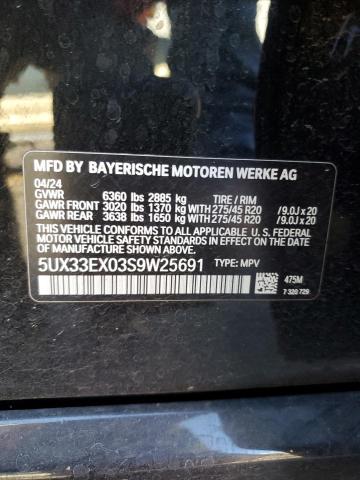 MFD BY BAYERISCHE MOTOREN WERKE AG
04/24
GVWR 6360 lbs 2885 kg TIRE / RIM
GAWR FRONT 3020 lbs 1370 kg WITH 275/45 R20 /9.0J x 20
GAWR REAR 3638 lbs 1650 kg WITH 275/45 R20 /9.0J x 20
THIS VEHICLE CONFORMS TO ALL APPLICABLE U. S. FEDERAL
MOTOR VEHICLE SAFETY STANDARDS IN
EFFECT ON THE DATE OF MANUFACTURE SHOWN ABOVE.
5UX33EX03S9W25691 TYPE: MPV
475M
7 320 729